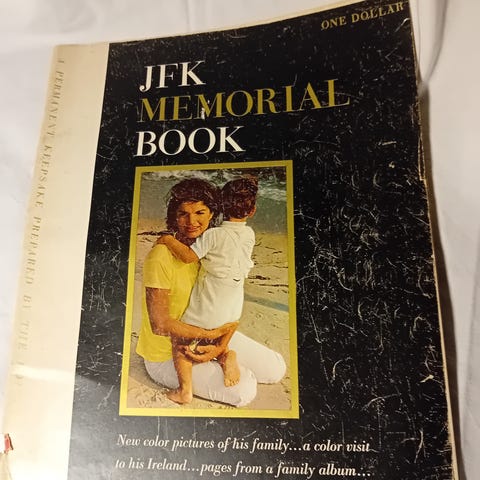 ONE DOLLAR
JFK
MEMORIAL
BOOK
A PERMANENT KEEPSAKE PREPARED BY THE
New color pictures of his family...a color visit
to his Ireland...pages from a family album...